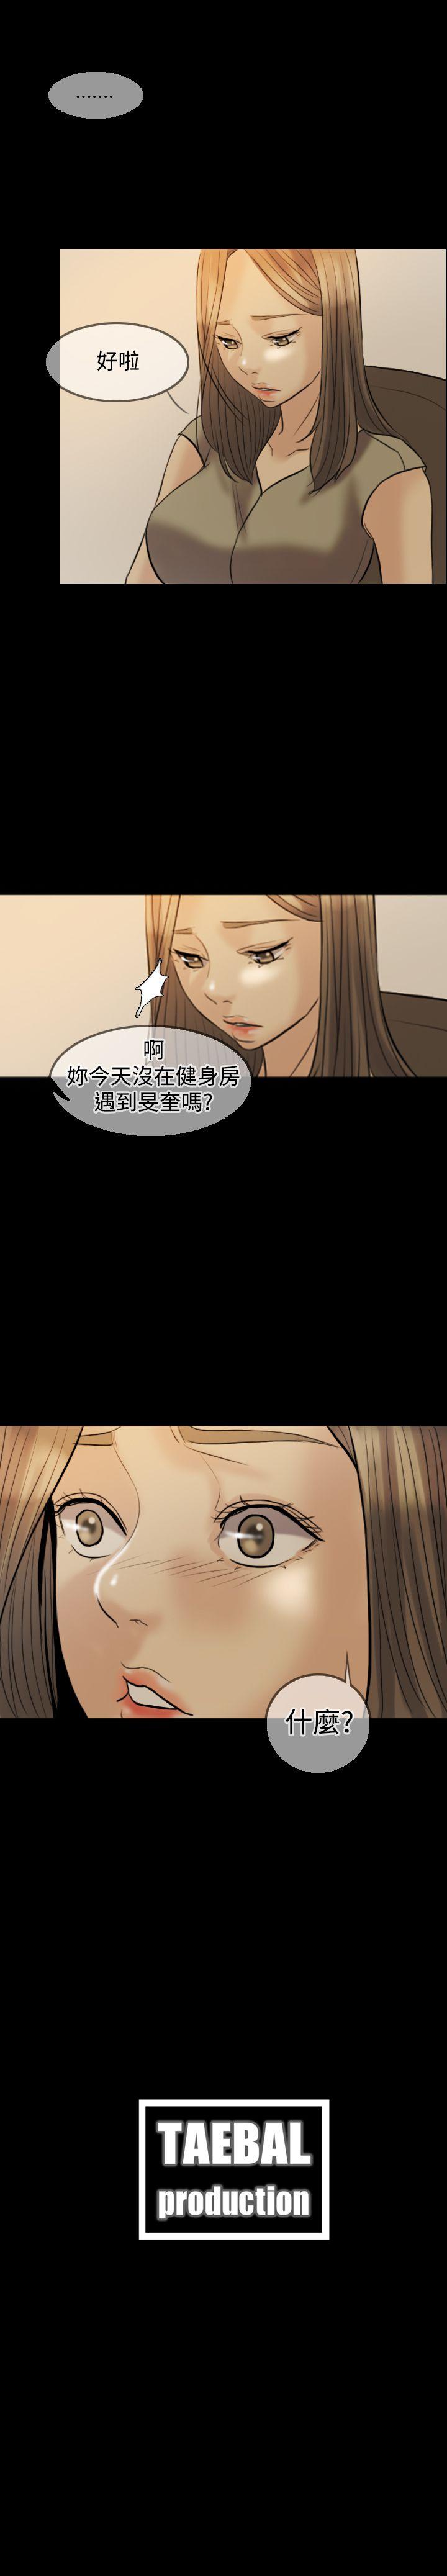 .......
好啦
啊
妳今天沒在健身房
遇到旻奎嗎?
什麼?
TAEBAL
production